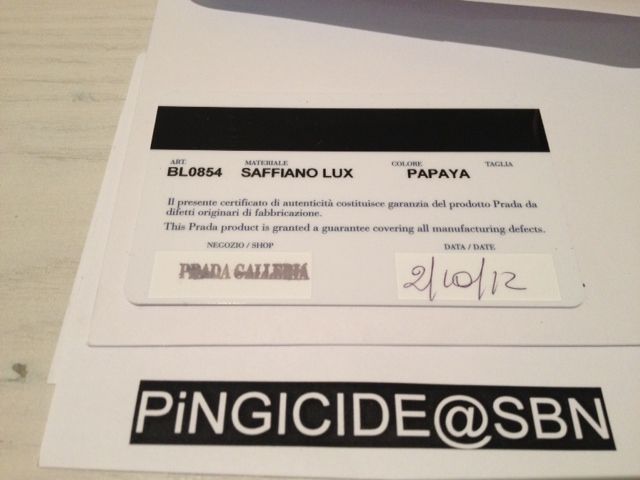 ART. MATERIALE COLORE TAGLIA
BL0854 SAFFIANO LUX PAPAYA
Il presente certificato di autenticità costituisce garanzia del prodotto Prada da
difetti originari di fabbricazione.
This Prada product is granted a guarantee covering all manufacturing defects.
NEGOZIO / SHOP DATA / DATE
PRADA GALLERIA 2/10/12
PiNGICIDE@SBN